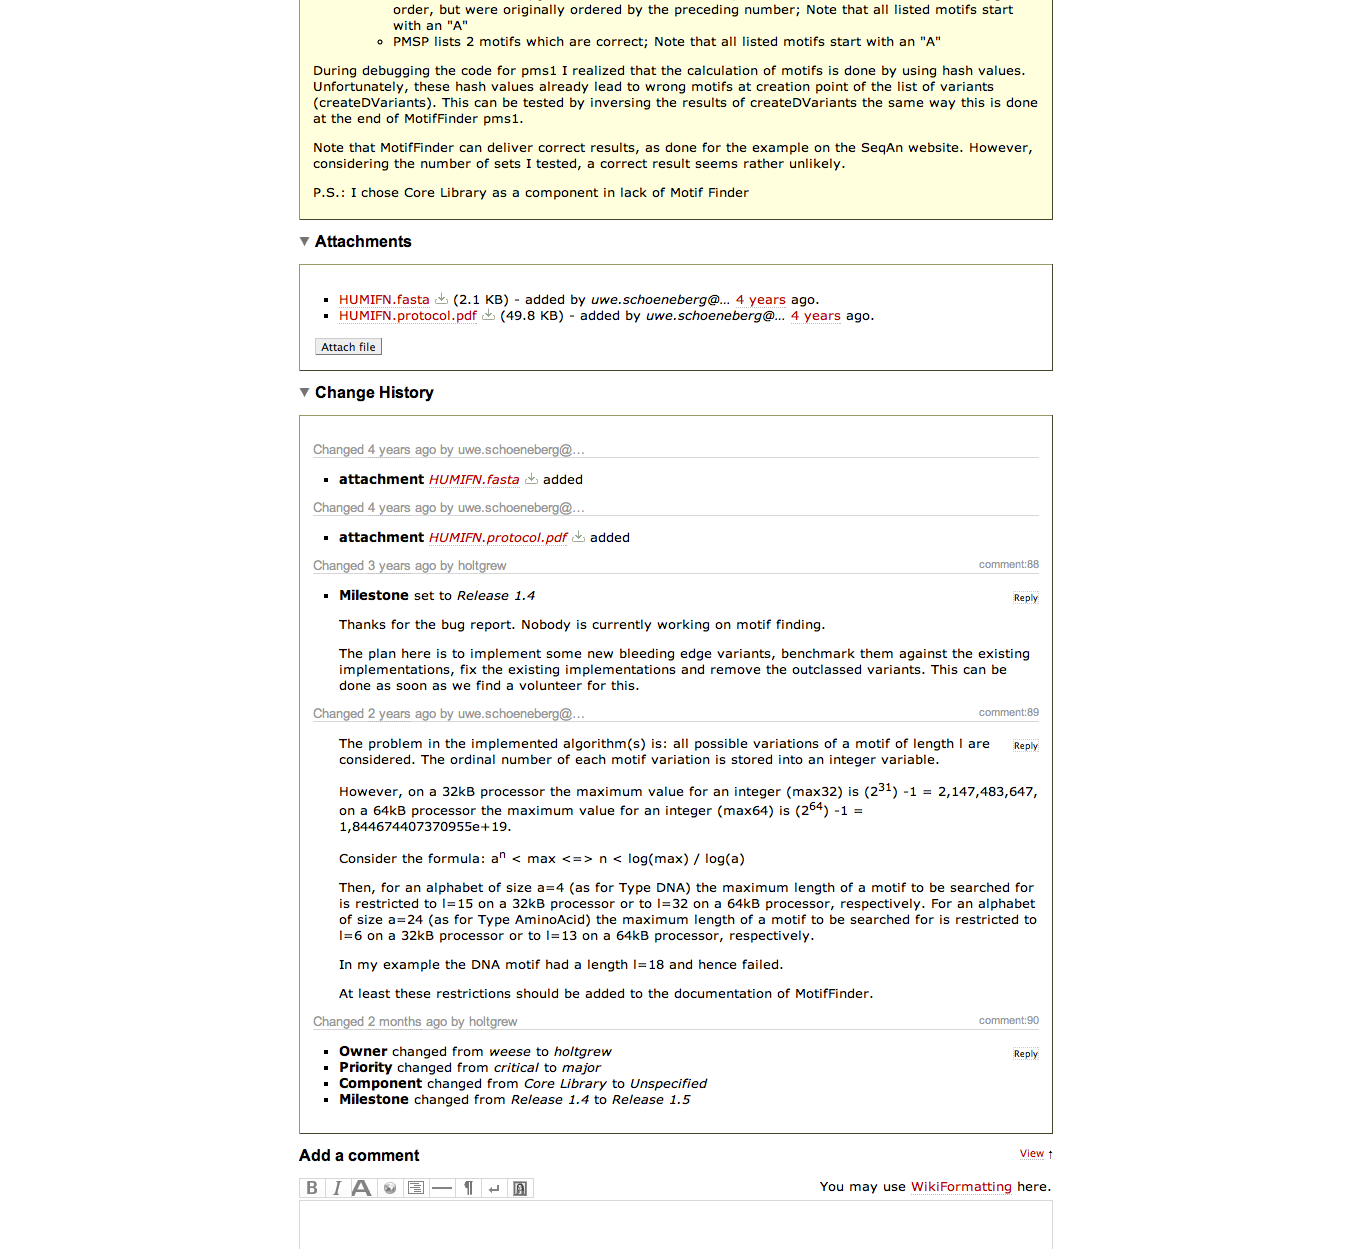 order, but were originally ordered by the preceding number; Note that all listed motifs start
with an "A"
PMSP lists 2 motifs which are correct; Note that all listed motifs start with an "A"
During debugging the code for pms1 I realized that the calculation of motifs is done by using hash values.
Unfortunately, these hash values already lead to wrong motifs at creation point of the list of variants
(createDVariants). This can be tested by inversing the results of createDVariants the same way this is done
at the end of MotifFinder pms1.
Note that MotifFinder can deliver correct results, as done for the example on the SeqAn website. However,
considering the number of sets I tested, a correct result seems rather unlikely.
P.S.: I chose Core Library as a component in lack of Motif Finder
Attachments
HUMIFN.fasta (2.1 KB) - added by uwe.schoeneberg@... 4 years ago.
HUMIFN.protocol.pdf (49.8 KB) - added by uwe.schoeneberg@... 4 years ago.
Attach file
Change History
Changed 4 years ago by uwe.schoeneberg@...
attachment HUMIFN.fasta added
Changed 4 years ago by uwe.schoeneberg@...
attachment HUMIFN.protocol.pdf added
Changed 3 years ago by holtgrew comment:88
Milestone set to Release 1.4 Reply
Thanks for the bug report. Nobody is currently working on motif finding.
The plan here is to implement some new bleeding edge variants, benchmark them against the existing
implementations, fix the existing implementations and remove the outclassed variants. This can be
done as soon as we find a volunteer for this.
Changed 2 years ago by uwe.schoeneberg@... comment:89
The problem in the implemented algorithm(s) is: all possible variations of a motif of length l are Reply
considered. The ordinal number of each motif variation is stored into an integer variable.
However, on a 32kB processor the maximum value for an integer (max32) is (2^31) -1 = 2,147,483,647,
on a 64kB processor the maximum value for an integer (max64) is (2^64) -1 =
1,844674407370955e+19.
Consider the formula: a^n < max <=> n < log(max) / log(a)
Then, for an alphabet of size a=4 (as for Type DNA) the maximum length of a motif to be searched for
is restricted to l=15 on a 32kB processor or to l=32 on a 64kB processor, respectively. For an alphabet
of size a=24 (as for Type AminoAcid) the maximum length of a motif to be searched for is restricted to
l=6 on a 32kB processor or to l=13 on a 64kB processor, respectively.
In my example the DNA motif had a length l=18 and hence failed.
At least these restrictions should be added to the documentation of MotifFinder.
Changed 2 months ago by holtgrew comment:90
Owner changed from weese to holtgrew Reply
Priority changed from critical to major
Component changed from Core Library to Unspecified
Milestone changed from Release 1.4 to Release 1.5
Add a comment View ↑
B I A ¶ ↵ You may use WikiFormatting here.